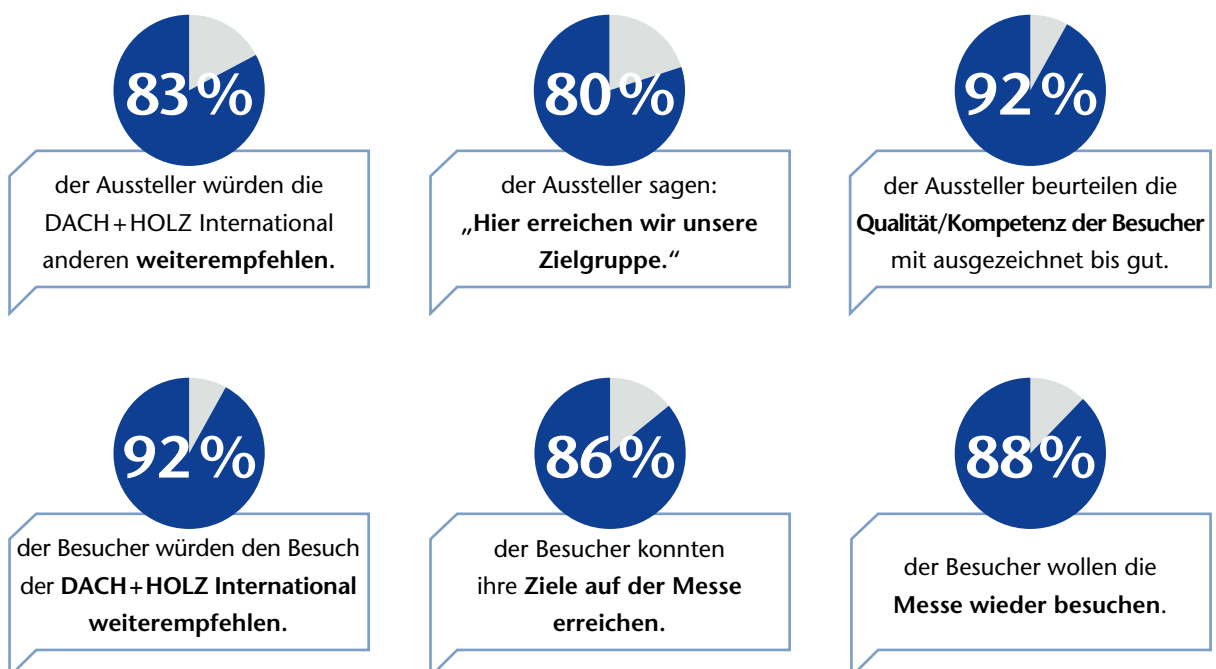 83 %
der Aussteller würden die
DACH+HOLZ International
anderen weiterempfehlen.
80 %
der Aussteller sagen:
„Hier erreichen wir unsere
Zielgruppe.“
92 %
der Aussteller beurteilen die
Qualität/Kompetenz der Besucher
mit ausgezeichnet bis gut.
92 %
der Besucher würden den Besuch
der DACH+HOLZ International
weiterempfehlen.
86 %
der Besucher konnten
ihre Ziele auf der Messe
erreichen.
88 %
der Besucher wollen die
Messe wieder besuchen.